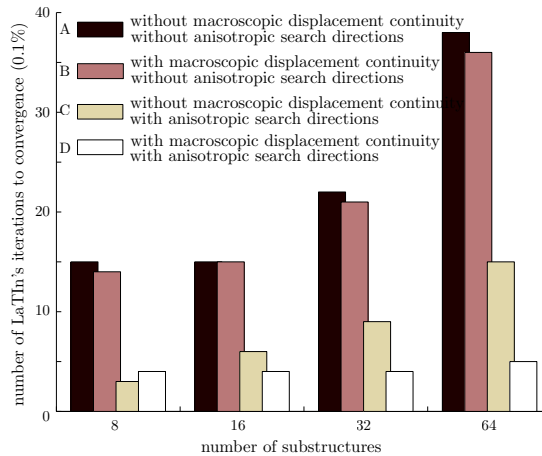 40
A without macroscopic displacement continuity
without anisotropic search directions
B with macroscopic displacement continuity
without anisotropic search directions
30
C without macroscopic displacement continuity
with anisotropic search directions
D with macroscopic displacement continuity
with anisotropic search directions
20
10
0
number of LaTIn's iterations to convergence (0.1%)
8 16 32 64
number of substructures